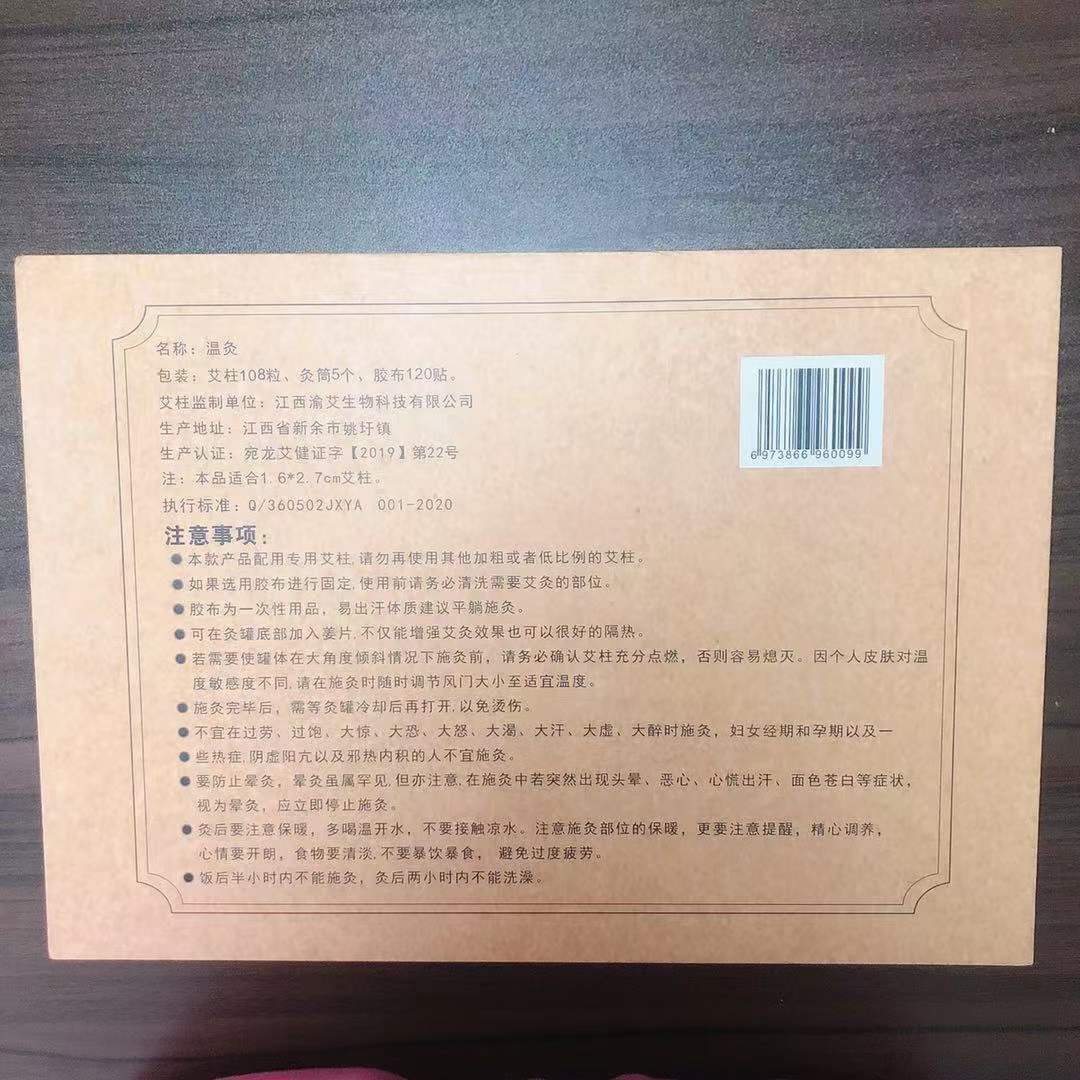 名称：温灸
包装：艾柱108粒、灸筒5个、胶布120贴。
艾柱监制单位：江西渝艾生物科技有限公司
生产地址：江西省新余市姚圩镇
生产认证：宛龙艾健证字【2019】第22号
注：本品适合1.6*2.7cm艾柱。
执行标准：Q/360502JXYA 001-2020
6 973866 960099
注意事项：
●本款产品配用专用艾柱,请勿再使用其他加粗或者低比例的艾柱。
●如果选用胶布进行固定,使用前请务必清洗需要艾灸的部位。
●胶布为一次性用品，易出汗体质建议平躺施灸。
●可在灸罐底部加入姜片,不仅能增强艾灸效果也可以很好的隔热。
●若需要使罐体在大角度倾斜情况下施灸前，请务必确认艾柱充分点燃，否则容易熄灭。因个人皮肤对温
度敏感度不同,请在施灸时随时调节风门大小至适宜温度。
●施灸完毕后，需等灸罐冷却后再打开,以免烫伤。
●不宜在过劳、过饱、大惊、大恐、大怒、大渴、大汗、大虚、大醉时施灸，妇女经期和孕期以及一
●些热症,阴虚阳亢以及邪热内积的人不宜施灸。
●要防止晕灸，晕灸虽属罕见,但亦注意,在施灸中若突然出现头晕、恶心、心慌出汗、面色苍白等症状，
视为晕灸，应立即停止施灸。
●灸后要注意保暖，多喝温开水，不要接触凉水。注意施灸部位的保暖，更要注意提醒，精心调养，
心情要开朗，食物要清淡,不要暴饮暴食， 避免过度疲劳。
●饭后半小时内不能施灸，灸后两小时内不能洗澡。